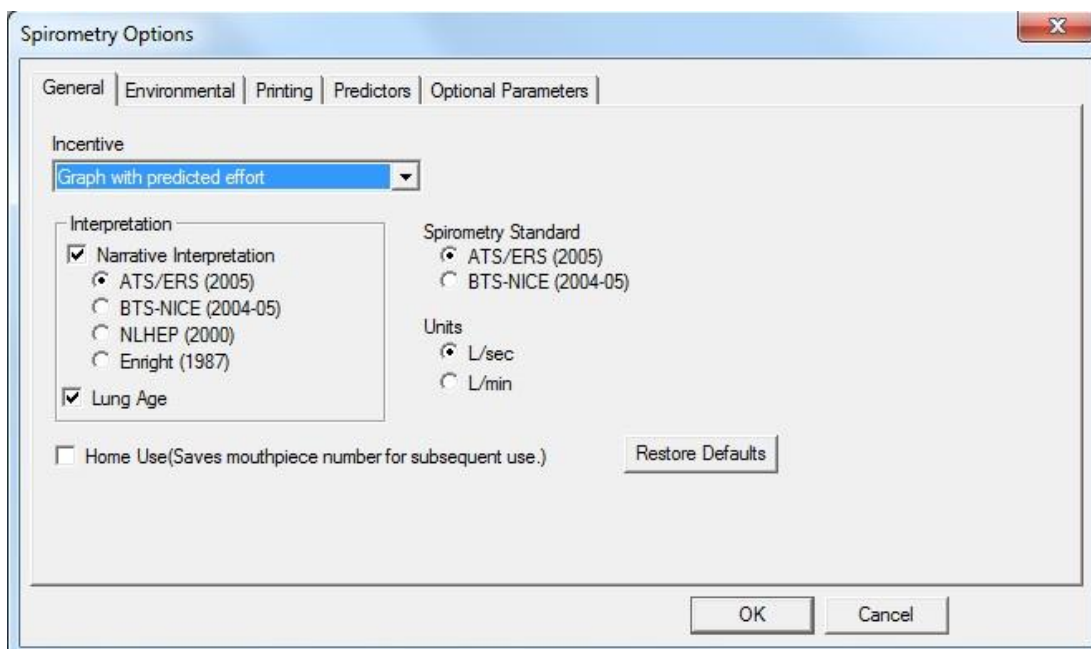 Spirometry Options
General Environmental Printing Predictors Optional Parameters
Incentive
Graph with predicted effort
Interpretation
Narrative Interpretation
ATS/ERS (2005)
BTS-NICE (2004-05)
NLHEP (2000)
Enright (1987)
Lung Age
Spirometry Standard
ATS/ERS (2005)
BTS-NICE (2004-05)
Units
L/sec
L/min
Home Use(Saves mouthpiece number for subsequent use.)
Restore Defaults
OK Cancel